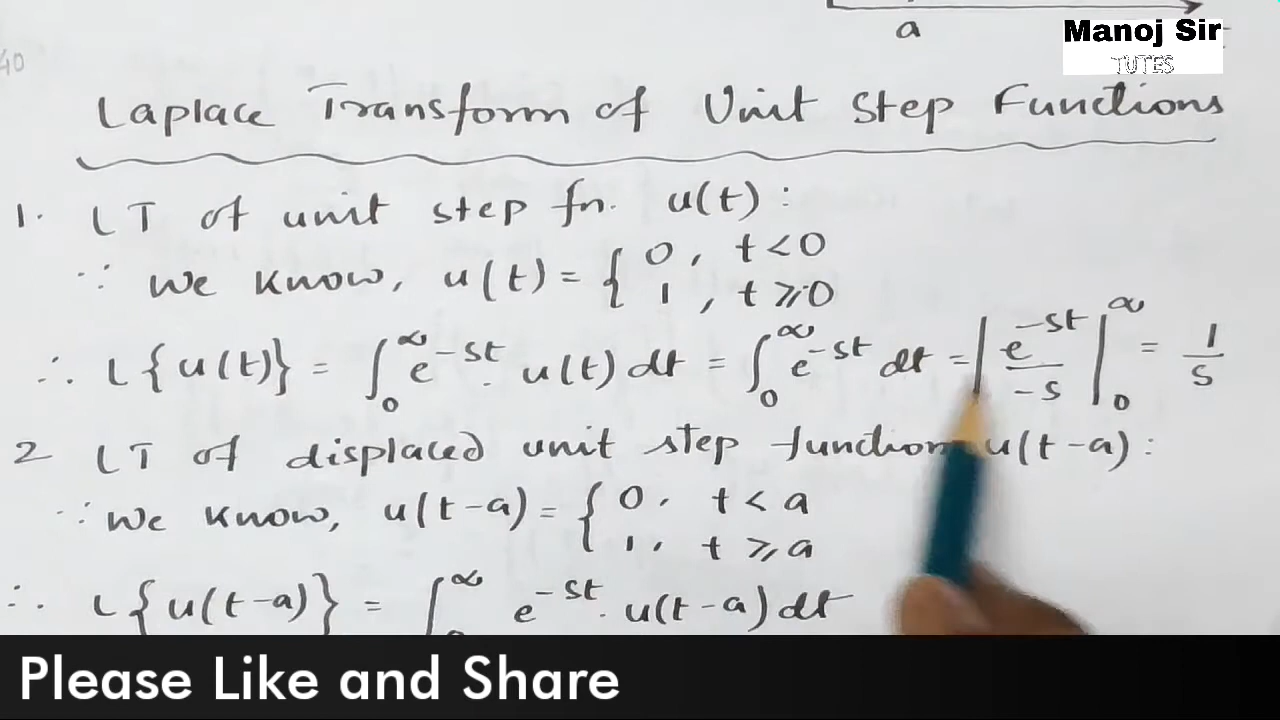 a
Manoj Sir
TUTES
40
Laplace Transform of Unit Step Functions
1. LT of unit step fn. u(t) :
∵ We know, u(t) = { 0, t < 0
1, t ⩾ 0
∴ L{u(t)} = ∫₀^∞ e^-st . u(t) dt = ∫₀^∞ e^-st dt = | e^-st / -s |₀^∞ = 1/s
2 LT of displaced unit step function u(t-a) :
∵ We know, u(t-a) = { 0, t < a
1, t ⩾ a
∴ L{u(t-a)} = ∫₀^∞ e^-st . u(t-a) dt
Please Like and Share